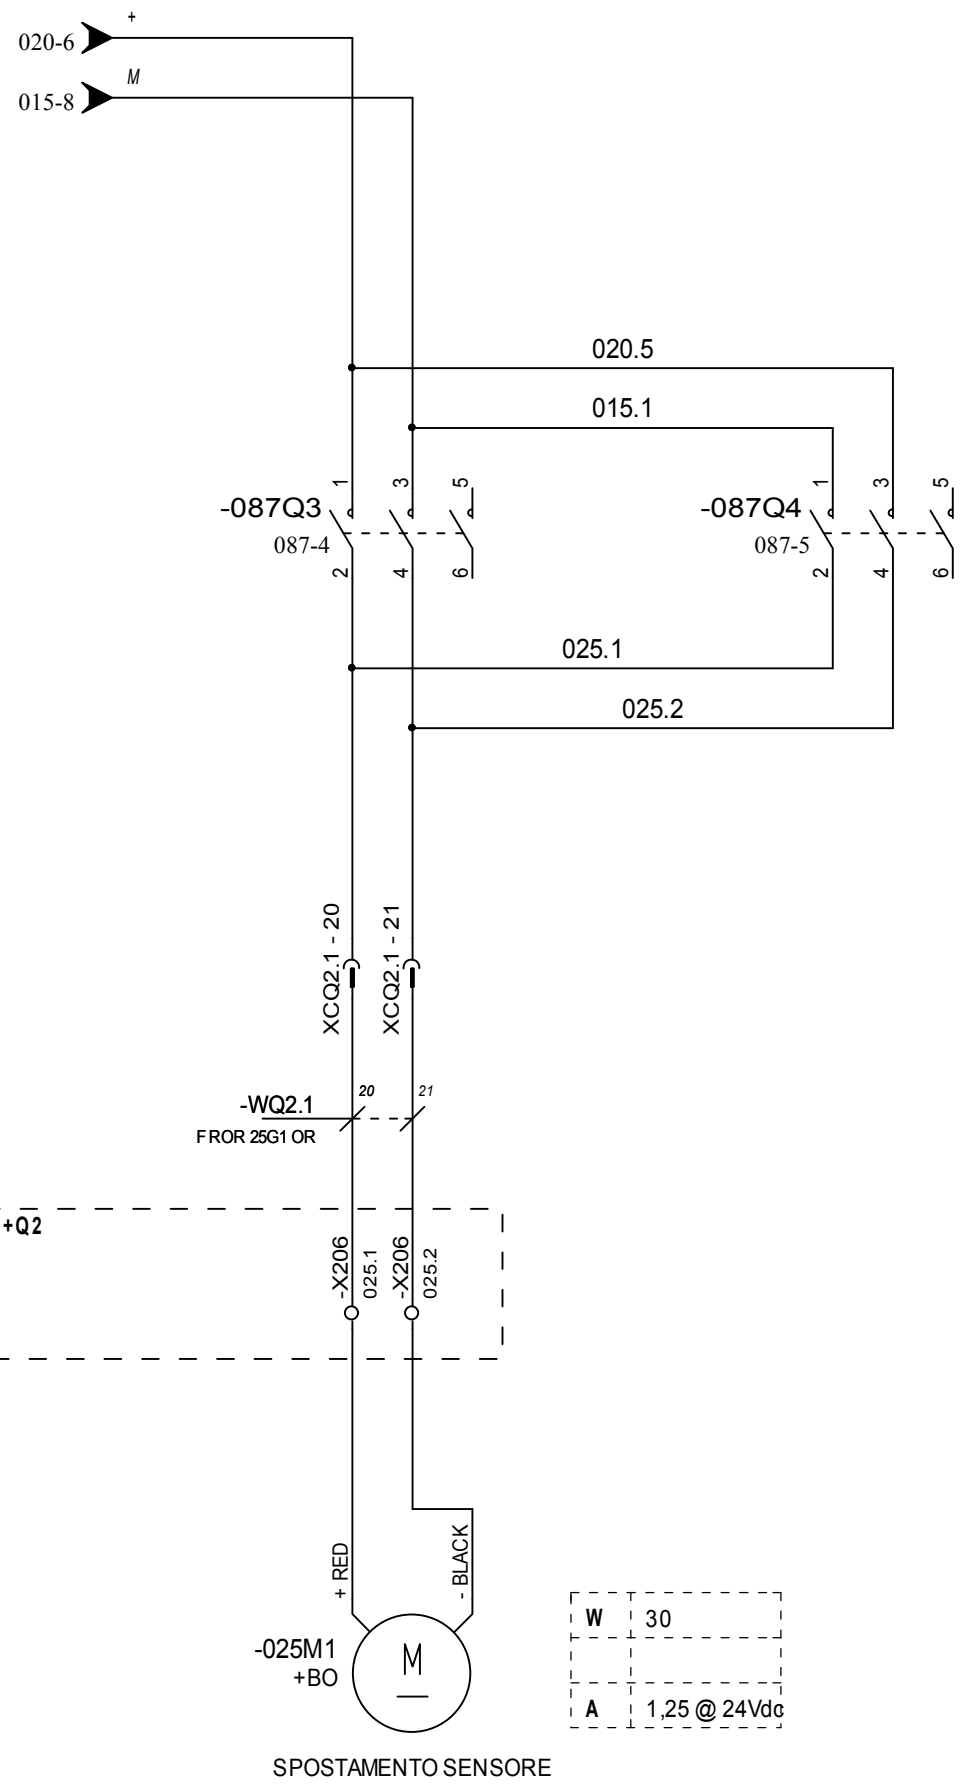 +
020-6
M
015-8
020.5
015.1
1 3 5
-087Q3
087-4
2 4 6
1 3 5
-087Q4
087-5
2 4 6
025.1
025.2
XCQ2.1 - 20
XCQ2.1 - 21
20 21
-WQ2.1
FROR 25G1 OR
+Q2
-X206
025.1
-X206
025.2
+ RED
- BLACK
-025M1
+BO
M
W 30
A 1,25 @ 24Vdc
SPOSTAMENTO SENSORE